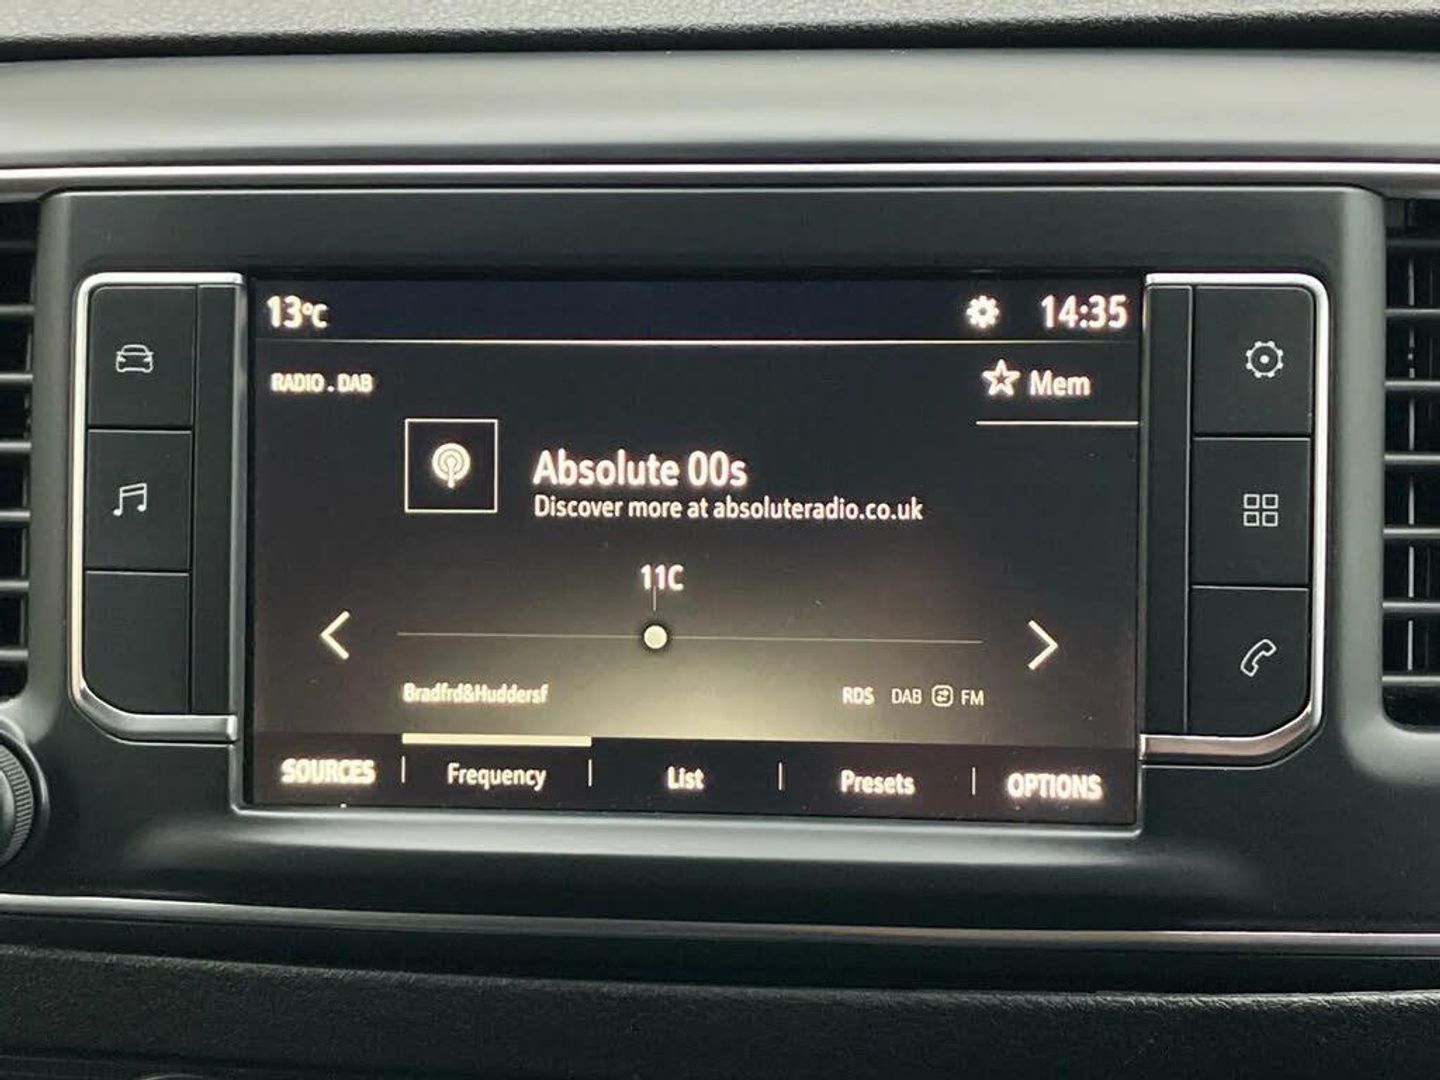 13°C 14:35
RADIO . DAB
Mem
Absolute 00s
Discover more at absoluteradio.co.uk
11C
Bradfrd&Huddersf RDS DAB FM
SOURCES Frequency List Presets OPTIONS